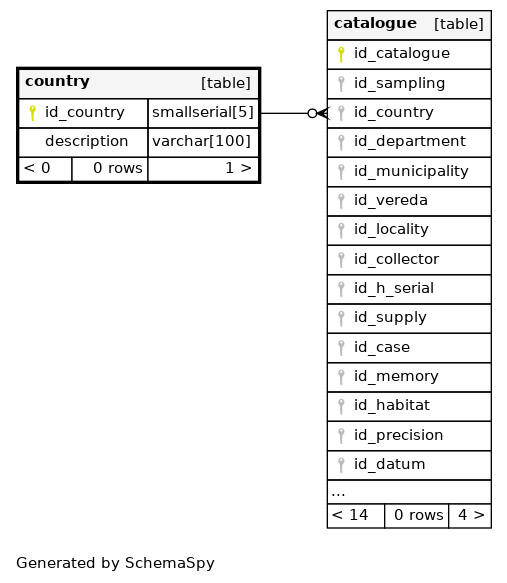 country [table]
id_country smallserial[5]
description varchar[100]
< 0 0 rows 1 >
catalogue [table]
id_catalogue
id_sampling
id_country
id_department
id_municipality
id_vereda
id_locality
id_collector
id_h_serial
id_supply
id_case
id_memory
id_habitat
id_precision
id_datum
...
< 14 0 rows 4 >
Generated by SchemaSpy